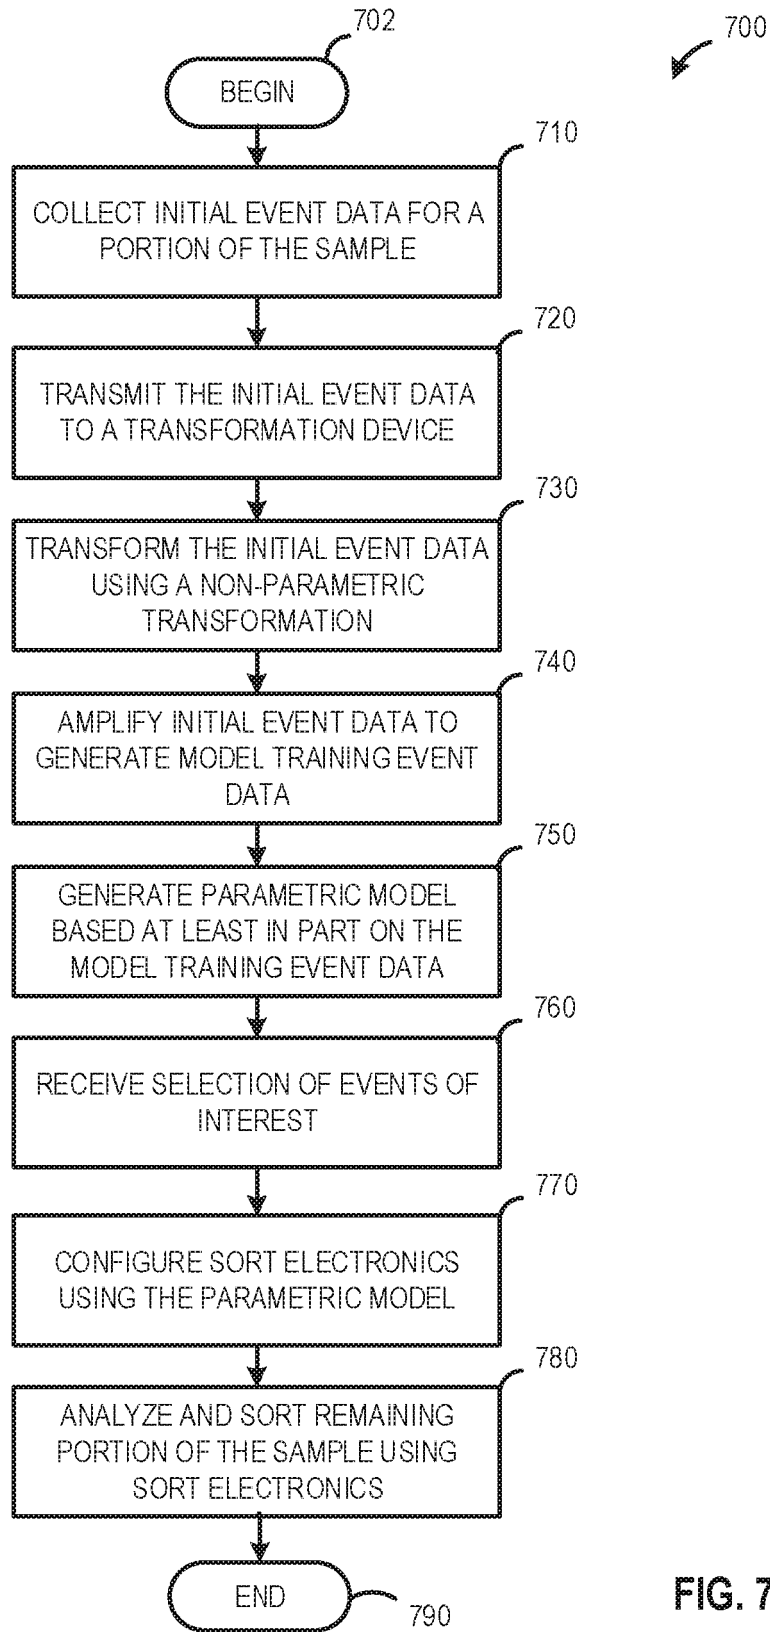 702
700
BEGIN
710
COLLECT INITIAL EVENT DATA FOR A
PORTION OF THE SAMPLE
720
TRANSMIT THE INITIAL EVENT DATA
TO A TRANSFORMATION DEVICE
730
TRANSFORM THE INITIAL EVENT DATA
USING A NON-PARAMETRIC
TRANSFORMATION
740
AMPLIFY INITIAL EVENT DATA TO
GENERATE MODEL TRAINING EVENT
DATA
750
GENERATE PARAMETRIC MODEL
BASED AT LEAST IN PART ON THE
MODEL TRAINING EVENT DATA
760
RECEIVE SELECTION OF EVENTS OF
INTEREST
770
CONFIGURE SORT ELECTRONICS
USING THE PARAMETRIC MODEL
780
ANALYZE AND SORT REMAINING
PORTION OF THE SAMPLE USING
SORT ELECTRONICS
END
790
FIG. 7